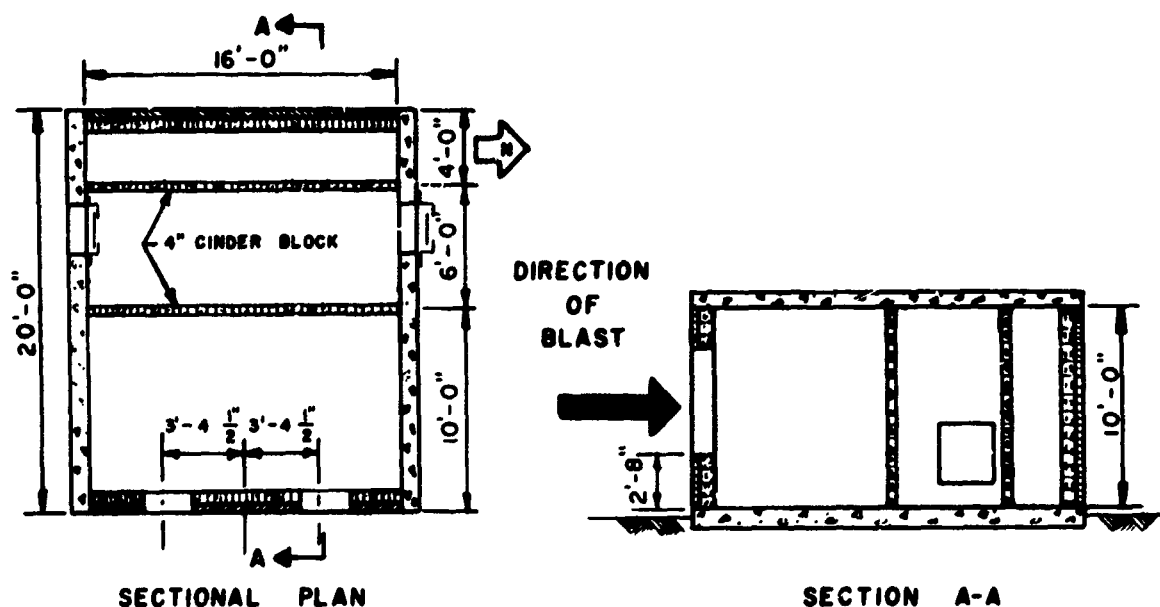 A
16'-0"
N
4'-0"
4" CINDER BLOCK
6'-0"
20'-0"
10'-0"
3'-4 1/2" 3'-4 1/2"
A
SECTIONAL PLAN
DIRECTION
OF
BLAST
2'-8"
10'-0"
SECTION A-A